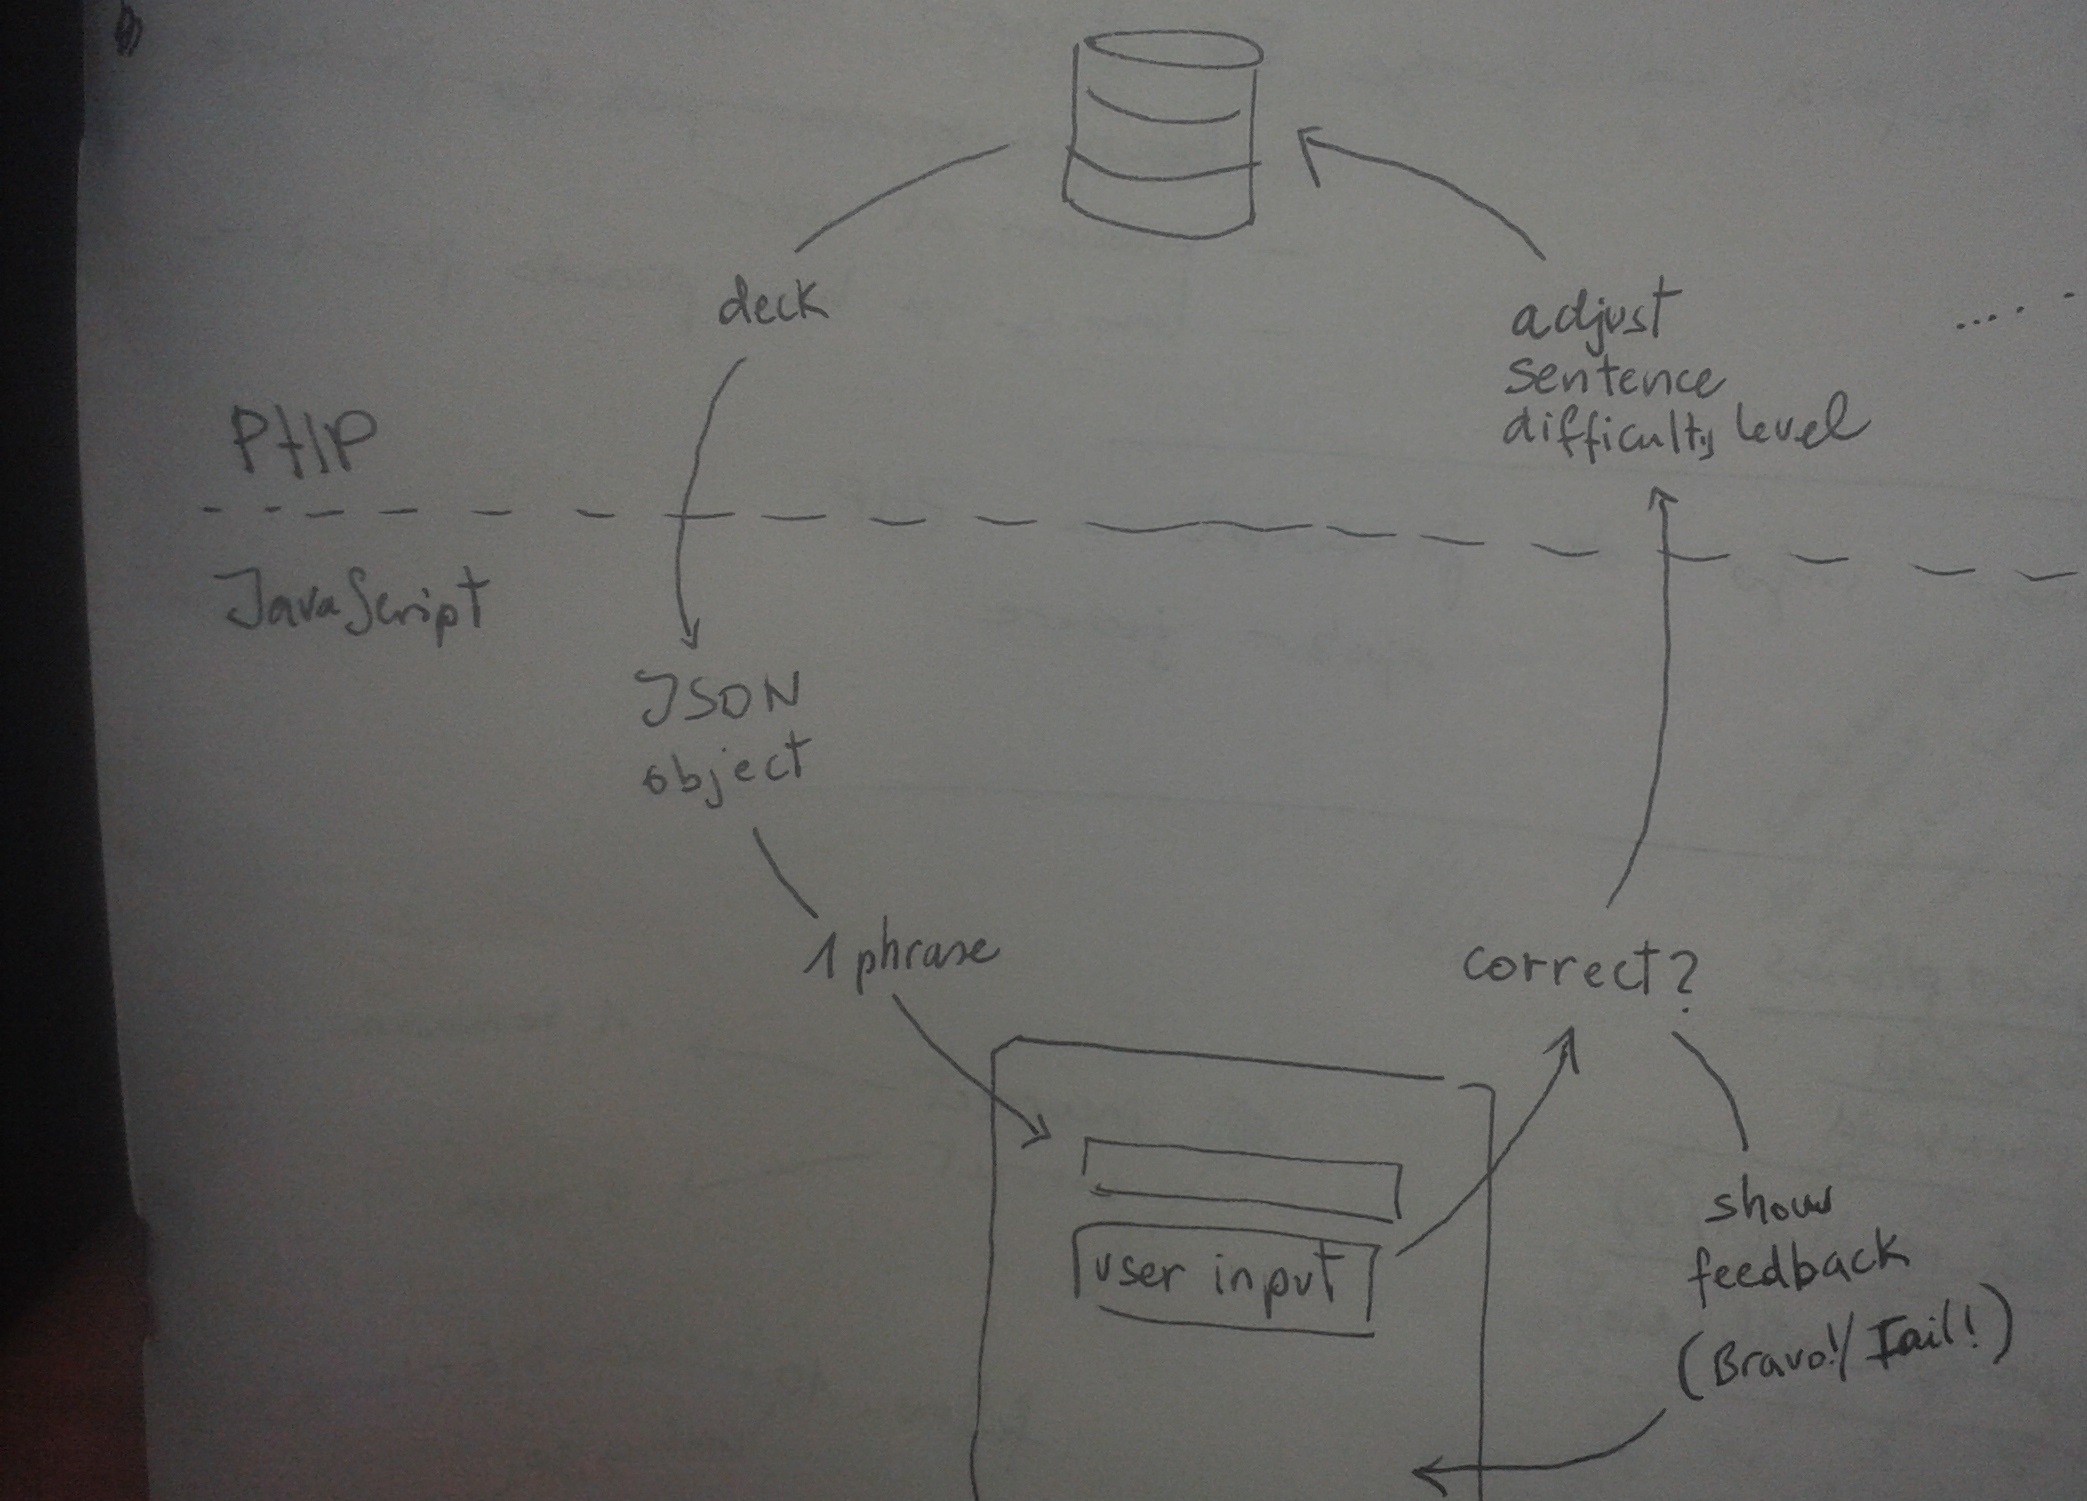 deck
adjust
sentence
difficulty level
PHP
JavaScript
JSON
object
1 phrase
correct?
user input
show
feedback
(Bravo!/Fail!)